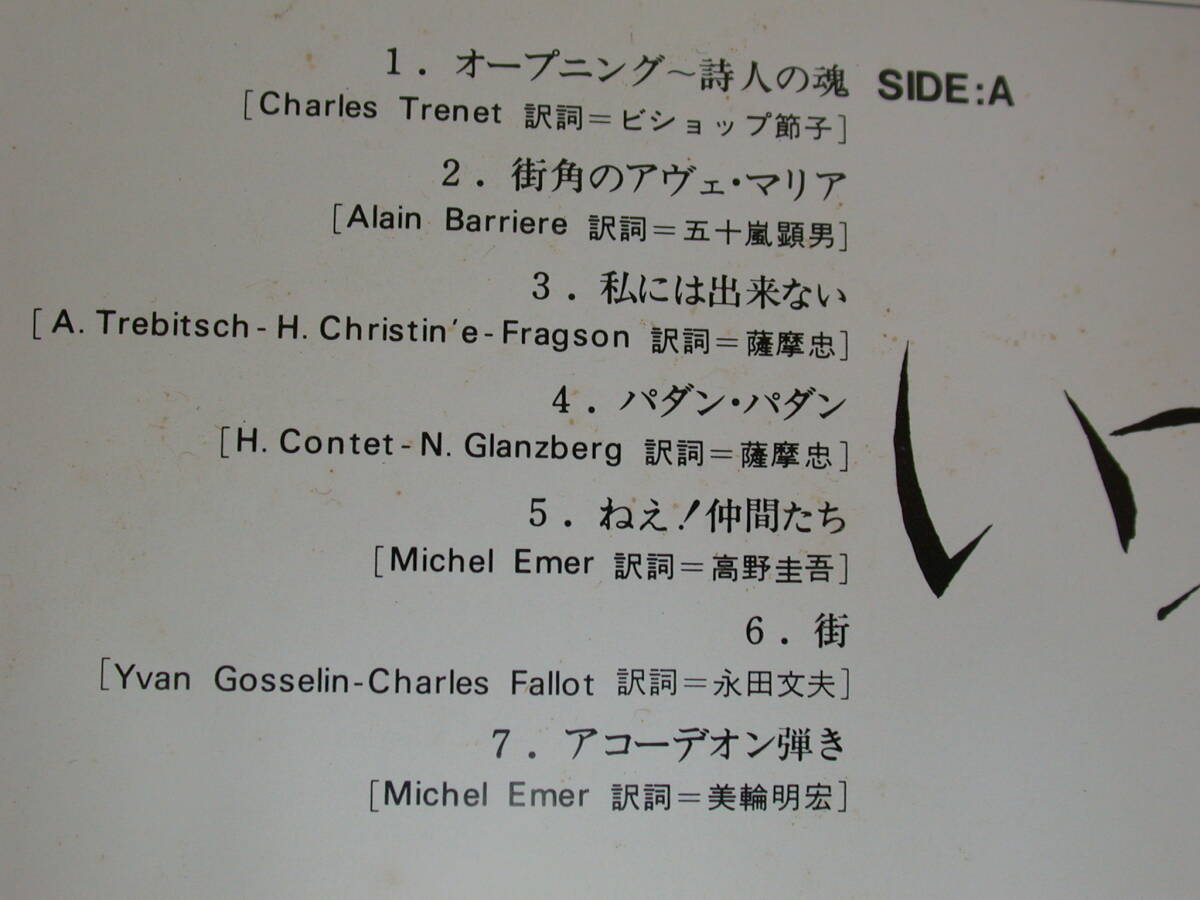 SIDE:A
1. オープニング～詩人の魂
[Charles Trenet 訳詞＝ビショップ節子]
2. 街角のアヴェ・マリア
[Alain Barriere 訳詞＝五十嵐顕男]
3. 私には出来ない
[A. Trebitsch-H. Christin'e-Fragson 訳詞＝薩摩忠]
4. パダン・パダン
[H. Contet-N. Glanzberg 訳詞＝薩摩忠]
5. ねえ!仲間たち
[Michel Emer 訳詞＝高野圭吾]
6. 街
[Yvan Gosselin-Charles Fallot 訳詞＝永田文夫]
7. アコーデオン弾き
[Michel Emer 訳詞＝美輪明宏]
い